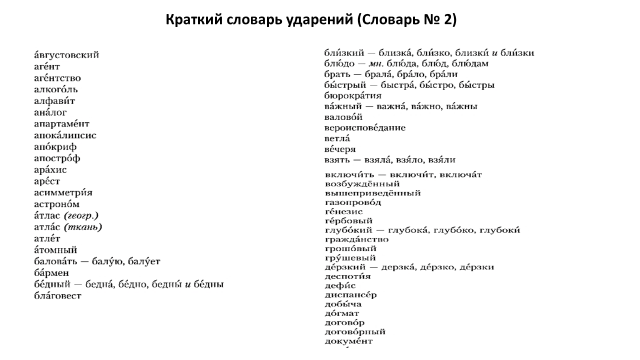 Краткий словарь ударений (Словарь № 2)
а́вгустовский
аге́нт
аге́нтство
алкого́ль
алфави́т
ана́лог
апартаме́нт
апока́липсис
апо́криф
апостро́ф
ара́хис
аре́ст
асимметри́я
астроно́м
а́тлас (геогр.)
атла́с (ткань)
атле́т
а́томный
балова́ть — балу́ю, балу́ет
ба́рмен
бе́дный — бедна́, бе́дно, бедны́ и бе́дны
бла́говест
бли́зкий — близка́, бли́зко, близки́ и бли́зки
блю́до — мн. блю́да, блюд, блю́дам
брать — брала́, бра́ло, бра́ли
бы́стрый — быстра́, бы́стро, бы́стры
бюрокра́тия
ва́жный — важна́, ва́жно, ва́жны
валово́й
вероиспове́дание
ветла́
ве́черя
взять — взяла́, взя́ло, взя́ли
включи́ть — включи́т, включа́т
возбуждённый
вышеприведённый
газопрово́д
ге́незис
ге́рбовый
глубо́кий — глубока́, глубо́ко, глубоки́
гражда́нство
грошо́вый
гру́шевый
де́рзкий — дерзка́, де́рзко, де́рзки
деспоти́я
дефи́с
диспансе́р
добы́ча
до́гмат
догово́р
догово́рный
докуме́нт